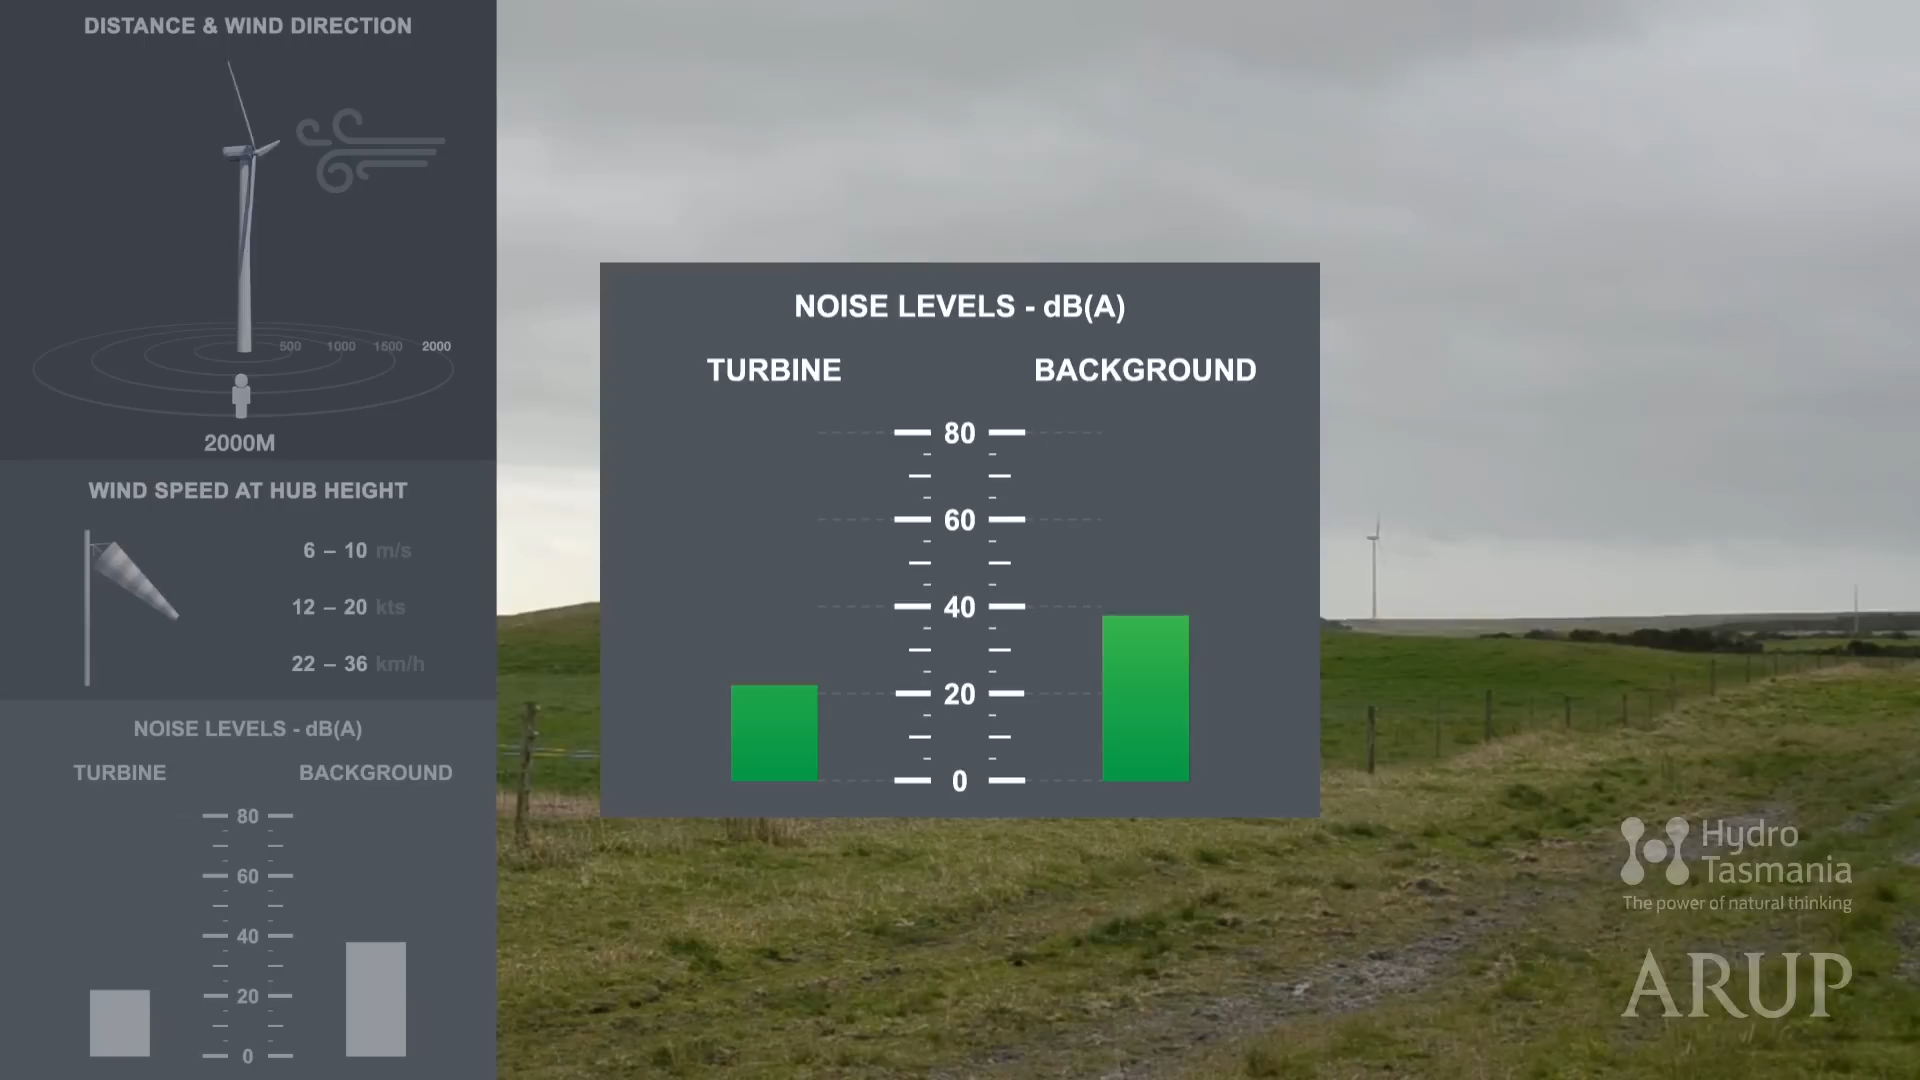 DISTANCE & WIND DIRECTION
500 1000 1500 2000
2000M
WIND SPEED AT HUB HEIGHT
6 – 10 m/s
12 – 20 kts
22 – 36 km/h
NOISE LEVELS - dB(A)
TURBINE BACKGROUND
80
60
40
20
0
NOISE LEVELS - dB(A)
TURBINE BACKGROUND
80
60
40
20
0
Hydro
Tasmania
The power of natural thinking
ARUP